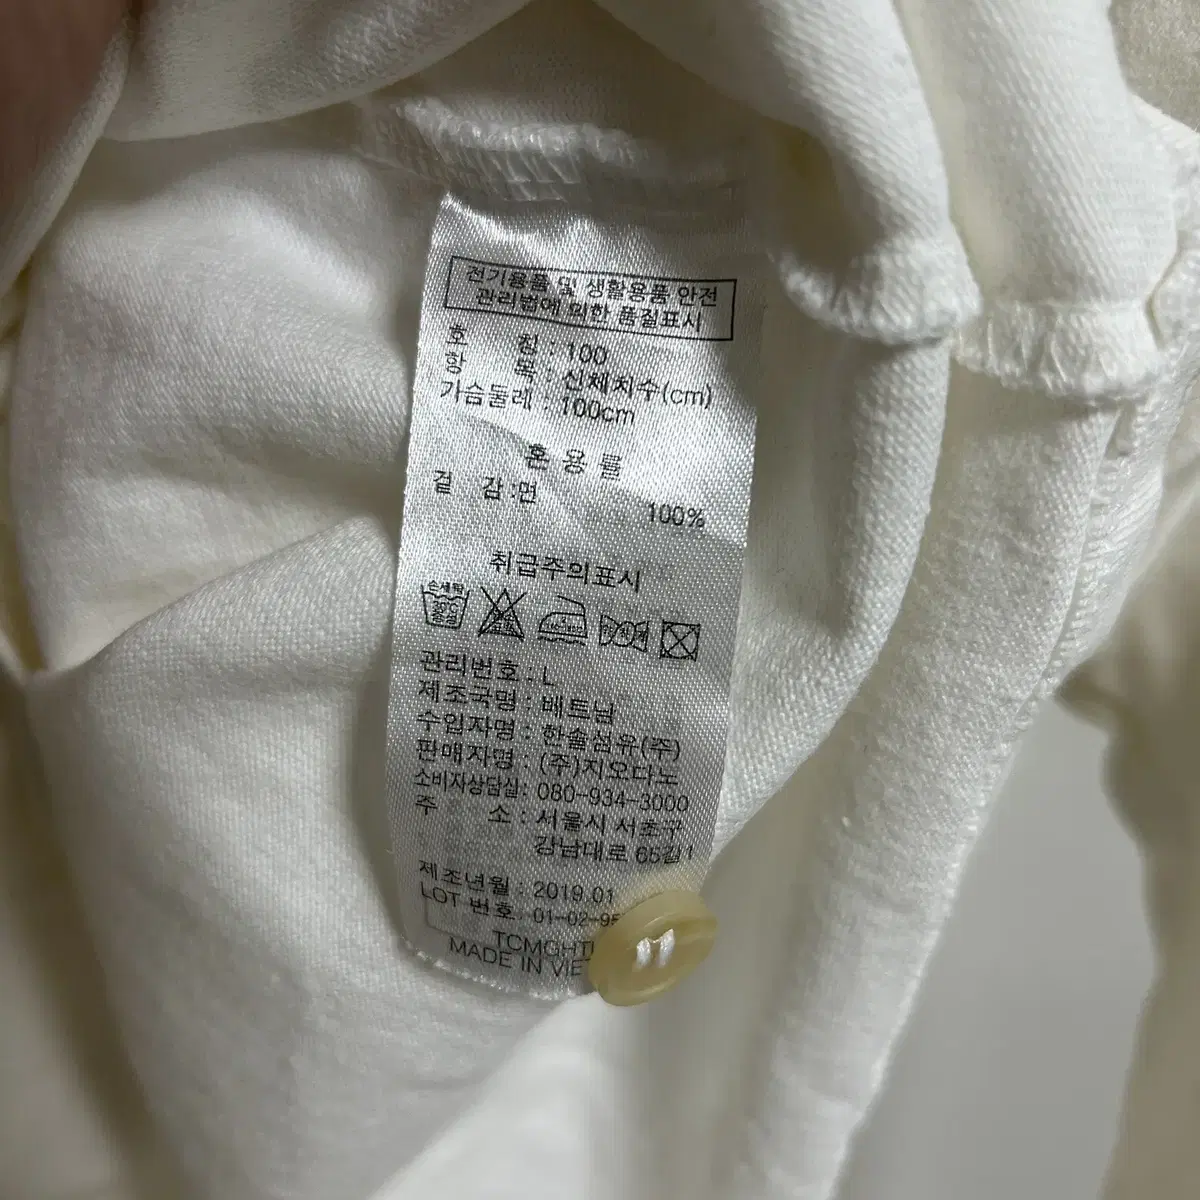 전기용품 및 생활용품 안전
관리법에 의한 품질표시
호 칭 : 100
항 목 : 신체치수(cm)
가슴둘레 : 100cm
혼 용 률
겉 감 :면 100%
취급주의표시
손세탁
관리번호 : L
제조국명 : 베트남
수입자명 : 한솔섬유(주)
판매자명 : (주)지오다노
소비자상담실: 080-934-3000
주 소 : 서울시 서초구
강남대로 65길1
제조년월 : 2019.01
LOT 번호: 01-02-95
MADE IN